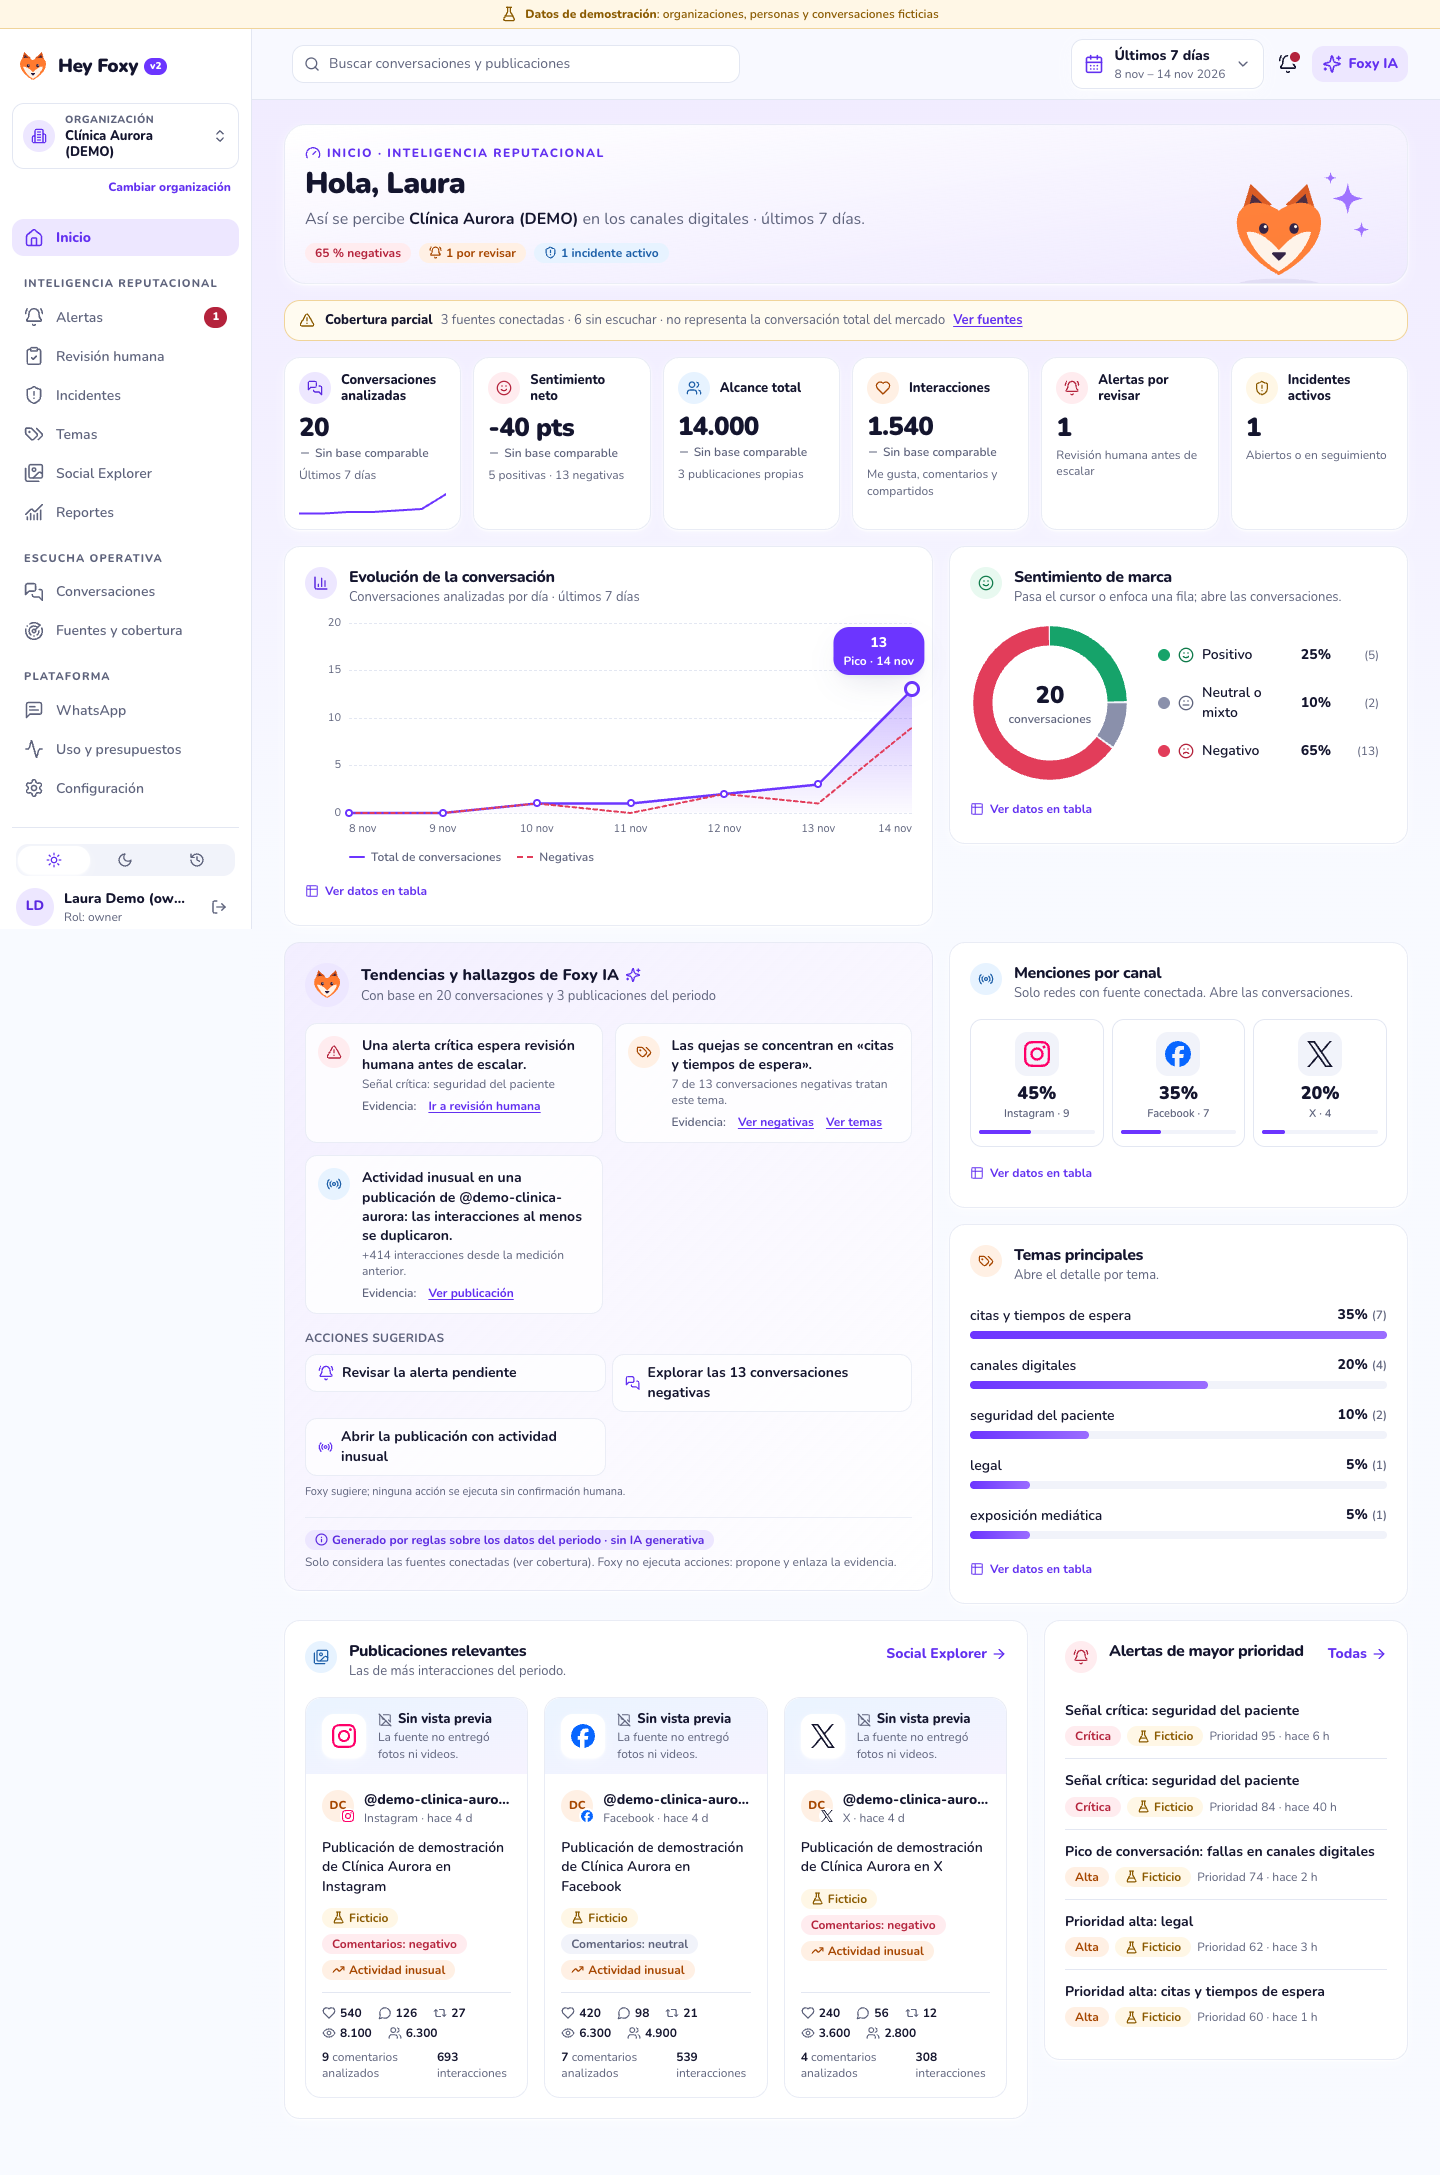 Datos de demostración: organizaciones, personas y conversaciones ficticias
Hey Foxy v2
ORGANIZACIÓN
Clínica Aurora
(DEMO)
Cambiar organización
Inicio
INTELIGENCIA REPUTACIONAL
Alertas 1
Revisión humana
Incidentes
Temas
Social Explorer
Reportes
ESCUCHA OPERATIVA
Conversaciones
Fuentes y cobertura
PLATAFORMA
WhatsApp
Uso y presupuestos
Configuración
LD
Laura Demo (ow...
Rol: owner
Buscar conversaciones y publicaciones
Últimos 7 días
8 nov – 14 nov 2026
Foxy IA
INICIO · INTELIGENCIA REPUTACIONAL
Hola, Laura
Así se percibe Clínica Aurora (DEMO) en los canales digitales · últimos 7 días.
65 % negativas
1 por revisar
1 incidente activo
Cobertura parcial 3 fuentes conectadas · 6 sin escuchar · no representa la conversación total del mercado Ver fuentes
Conversaciones
analizadas
20
— Sin base comparable
Últimos 7 días
Sentimiento
neto
-40 pts
— Sin base comparable
5 positivas · 13 negativas
Alcance total
14.000
— Sin base comparable
3 publicaciones propias
Interacciones
1.540
— Sin base comparable
Me gusta, comentarios y
compartidos
Alertas por
revisar
1
Revisión humana antes de
escalar
Incidentes
activos
1
Abiertos o en seguimiento
Evolución de la conversación
Conversaciones analizadas por día · últimos 7 días
20
15
10
5
0
13
Pico · 14 nov
8 nov 9 nov 10 nov 11 nov 12 nov 13 nov 14 nov
Total de conversaciones Negativas
Ver datos en tabla
Sentimiento de marca
Pasa el cursor o enfoca una fila; abre las conversaciones.
20
conversaciones
Positivo 25% (5)
Neutral o
mixto 10% (2)
Negativo 65% (13)
Ver datos en tabla
Tendencias y hallazgos de Foxy IA
Con base en 20 conversaciones y 3 publicaciones del periodo
Una alerta crítica espera revisión
humana antes de escalar.
Señal crítica: seguridad del paciente
Evidencia: Ir a revisión humana
Las quejas se concentran en «citas
y tiempos de espera».
7 de 13 conversaciones negativas tratan
este tema.
Evidencia: Ver negativas Ver temas
Actividad inusual en una
publicación de @demo-clinica-
aurora: las interacciones al menos
se duplicaron.
+414 interacciones desde la medición
anterior.
Evidencia: Ver publicación
ACCIONES SUGERIDAS
Revisar la alerta pendiente
Explorar las 13 conversaciones
negativas
Abrir la publicación con actividad
inusual
Foxy sugiere; ninguna acción se ejecuta sin confirmación humana.
Generado por reglas sobre los datos del periodo · sin IA generativa
Solo considera las fuentes conectadas (ver cobertura). Foxy no ejecuta acciones: propone y enlaza la evidencia.
Menciones por canal
Solo redes con fuente conectada. Abre las conversaciones.
45%
Instagram · 9
35%
Facebook · 7
20%
X · 4
Ver datos en tabla
Temas principales
Abre el detalle por tema.
citas y tiempos de espera 35% (7)
canales digitales 20% (4)
seguridad del paciente 10% (2)
legal 5% (1)
exposición mediática 5% (1)
Ver datos en tabla
Publicaciones relevantes
Las de más interacciones del periodo.
Social Explorer →
Sin vista previa
La fuente no entregó
fotos ni videos.
DC
@demo-clinica-auro...
Instagram · hace 4 d
Publicación de demostración
de Clínica Aurora en
Instagram
Ficticio
Comentarios: negativo
Actividad inusual
540 126 27
8.100 6.300
9 comentarios
analizados
693
interacciones
Sin vista previa
La fuente no entregó
fotos ni videos.
DC
@demo-clinica-auro...
Facebook · hace 4 d
Publicación de demostración
de Clínica Aurora en
Facebook
Ficticio
Comentarios: neutral
Actividad inusual
420 98 21
6.300 4.900
7 comentarios
analizados
539
interacciones
Sin vista previa
La fuente no entregó
fotos ni videos.
DC
@demo-clinica-auro...
X · hace 4 d
Publicación de demostración
de Clínica Aurora en X
Ficticio
Comentarios: negativo
Actividad inusual
240 56 12
3.600 2.800
4 comentarios
analizados
308
interacciones
Alertas de mayor prioridad
Todas →
Señal crítica: seguridad del paciente
Crítica Ficticio Prioridad 95 · hace 6 h
Señal crítica: seguridad del paciente
Crítica Ficticio Prioridad 84 · hace 40 h
Pico de conversación: fallas en canales digitales
Alta Ficticio Prioridad 74 · hace 2 h
Prioridad alta: legal
Alta Ficticio Prioridad 62 · hace 3 h
Prioridad alta: citas y tiempos de espera
Alta Ficticio Prioridad 60 · hace 1 h